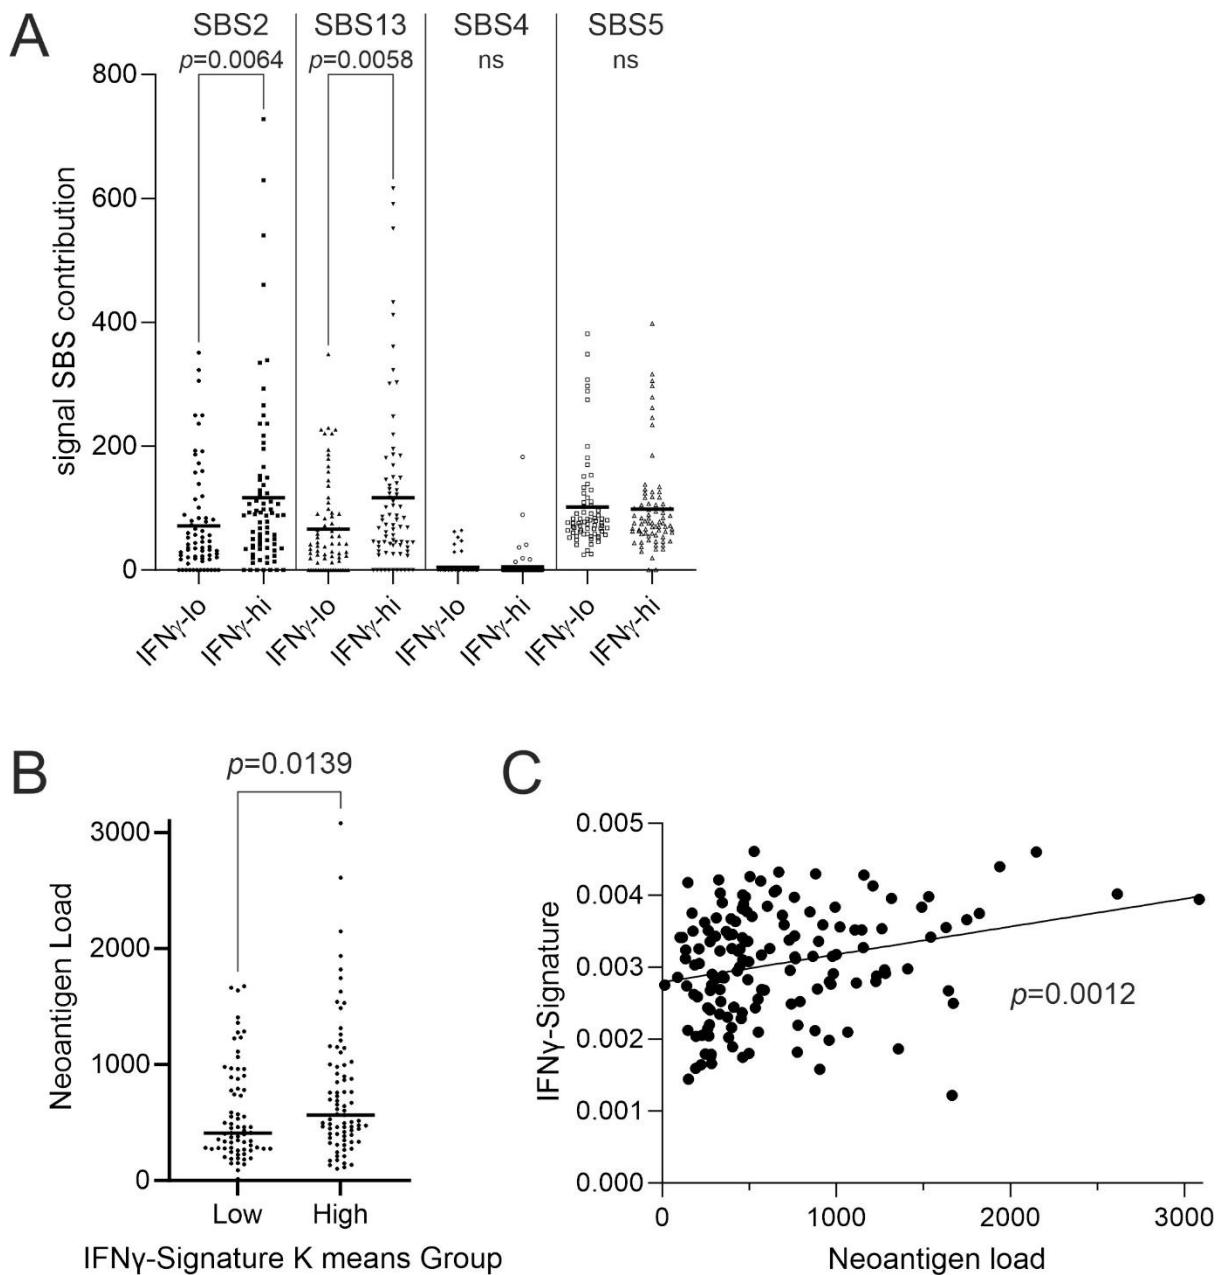 A
SBS2 SBS13 SBS4 SBS5
p=0.0064 p=0.0058 ns ns
800
600
400
200
0
signal SBS contribution
IFNγ-lo IFNγ-hi IFNγ-lo IFNγ-hi IFNγ-lo IFNγ-hi IFNγ-lo IFNγ-hi
B
p=0.0139
3000
2000
1000
0
Neoantigen Load
Low High
IFNγ-Signature K means Group
C
0.005
0.004
0.003
0.002
0.001
0.000
IFNγ-Signature
p=0.0012
0 1000 2000 3000
Neoantigen load